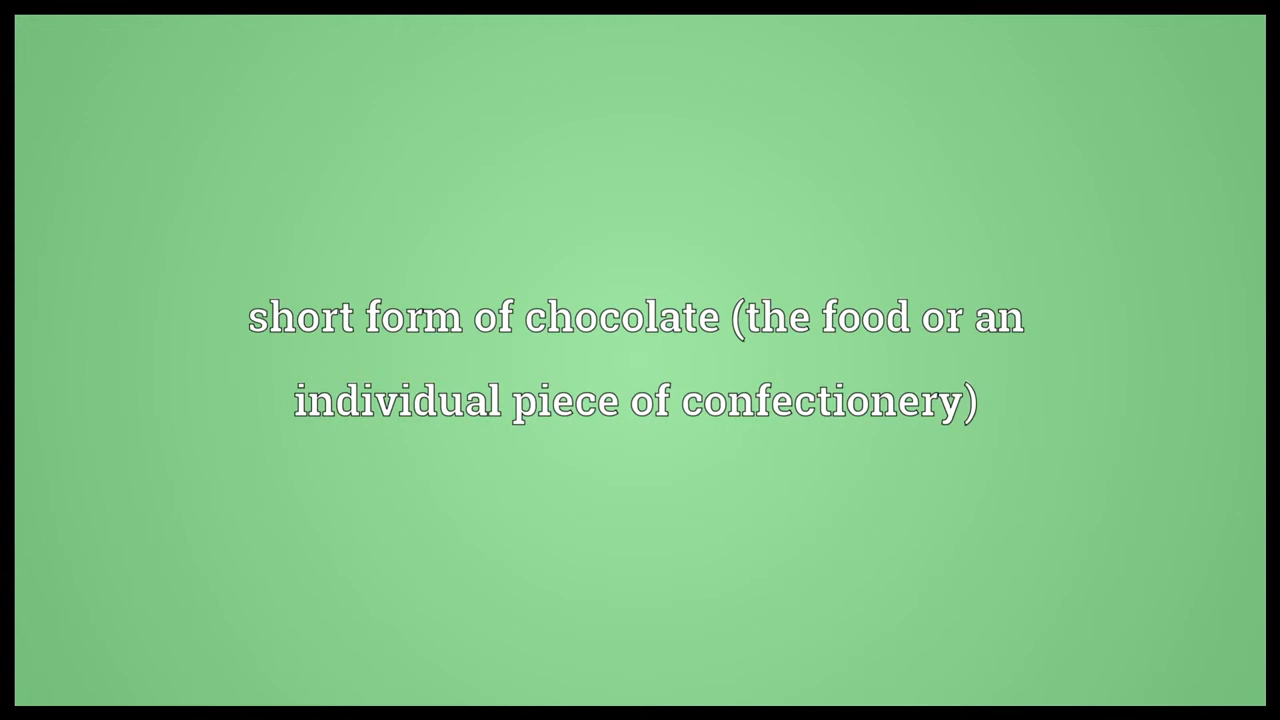 short form of chocolate (the food or an
individual piece of confectionery)